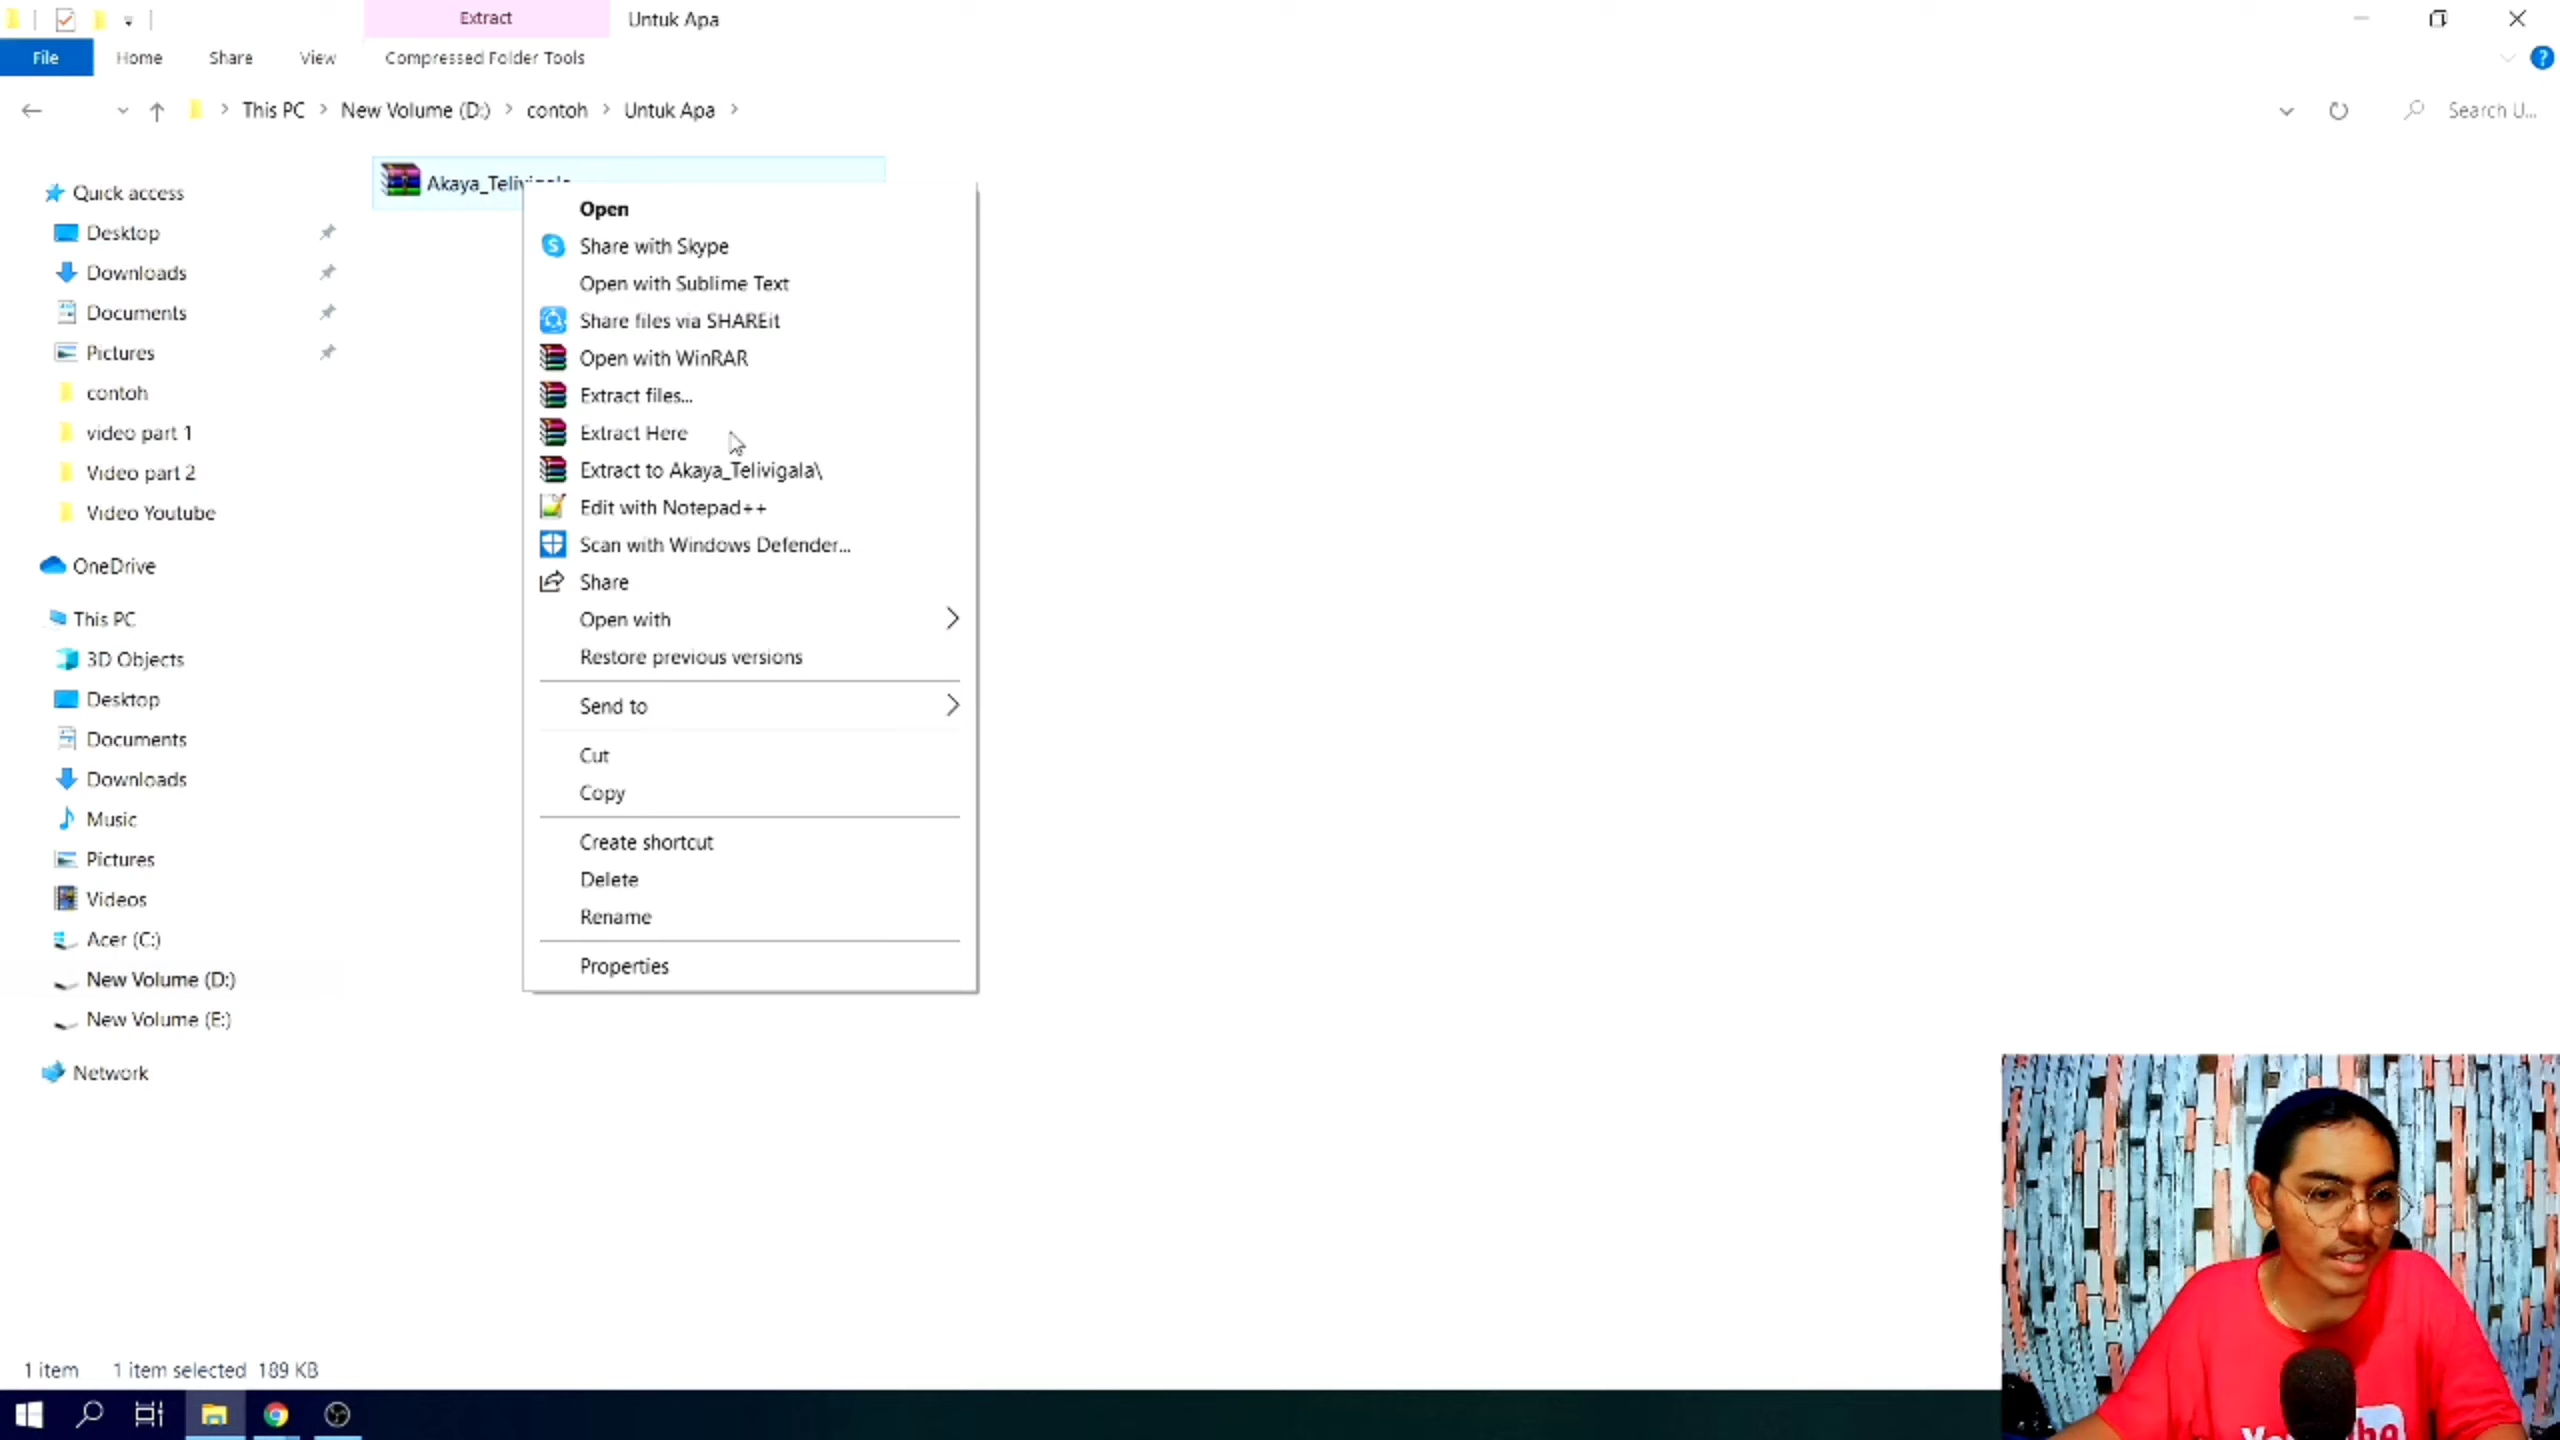 Extract
Untuk Apa
File
Home
Share
View
Compressed Folder Tools
This PC
New Volume (D:)
contoh
Untuk Apa
Search U...
Quick access
Desktop
Downloads
Documents
Pictures
contoh
video part 1
Video part 2
Video Youtube
OneDrive
This PC
3D Objects
Desktop
Documents
Downloads
Music
Pictures
Videos
Acer (C:)
New Volume (D:)
New Volume (E:)
Network
Akaya_Telivigala
Open
Share with Skype
Open with Sublime Text
Share files via SHAREit
Open with WinRAR
Extract files...
Extract Here
Extract to Akaya_Telivigala\
Edit with Notepad++
Scan with Windows Defender...
Share
Open with
Restore previous versions
Send to
Cut
Copy
Create shortcut
Delete
Rename
Properties
1 item
1 item selected 189 KB